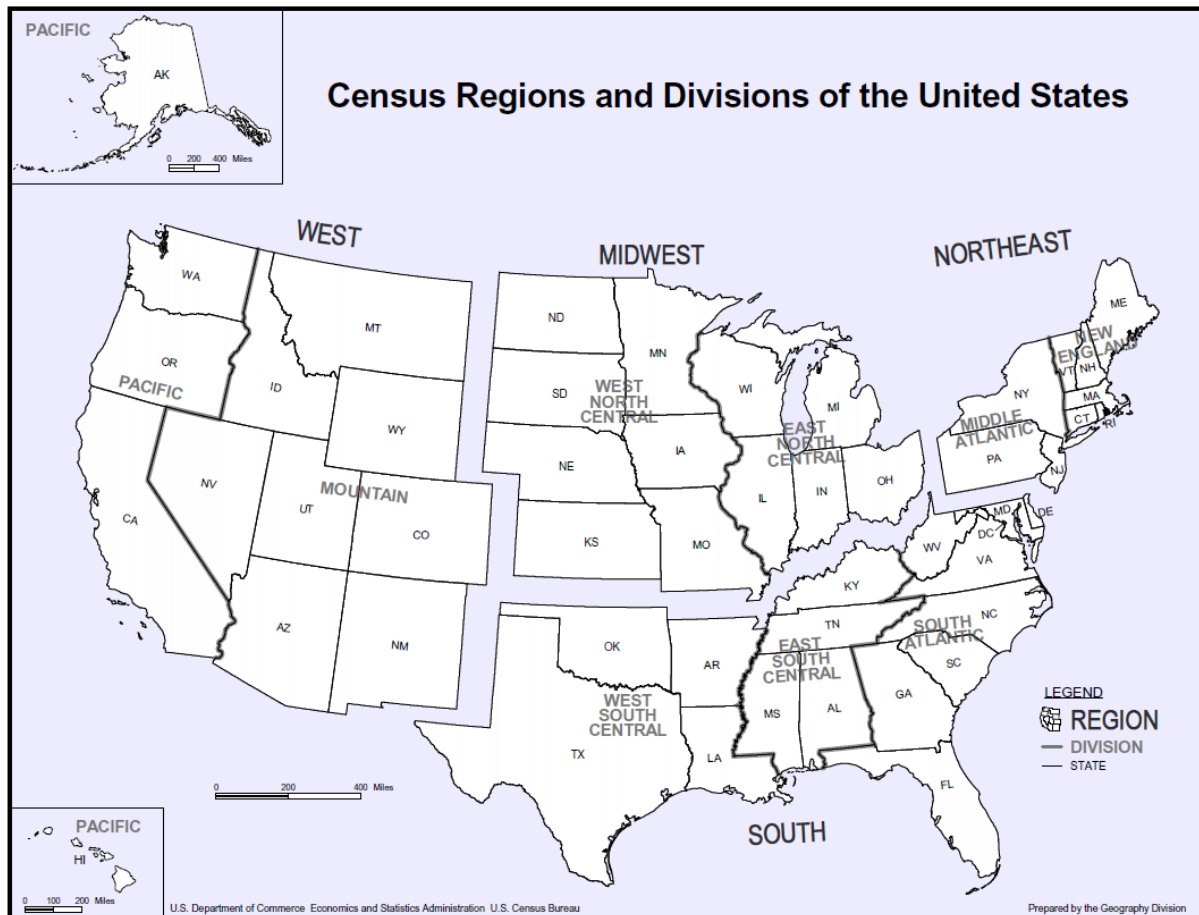 PACIFIC
AK
0 200 400 Miles
Census Regions and Divisions of the United States
WEST
MIDWEST
NORTHEAST
WA
MT
OR
ID
PACIFIC
WY
NV
UT
MOUNTAIN
CO
CA
AZ
NM
ND
MN
SD
WEST
NORTH
CENTRAL
NE
IA
KS
MO
WI
MI
EAST
NORTH
CENTRAL
IL
IN
OH
ME
NEW
ENGLAND
VT
NH
NY
MA
CT
RI
MIDDLE
ATLANTIC
PA
NJ
MD
DE
DC
WV
VA
KY
NC
TN
SOUTH
ATLANTIC
SC
EAST
SOUTH
CENTRAL
MS
AL
GA
FL
OK
AR
WEST
SOUTH
CENTRAL
TX
LA
SOUTH
LEGEND
REGION
DIVISION
STATE
0 200 400 Miles
PACIFIC
HI
0 100 200 Miles
U.S. Department of Commerce Economics and Statistics Administration U.S. Census Bureau
Prepared by the Geography Division